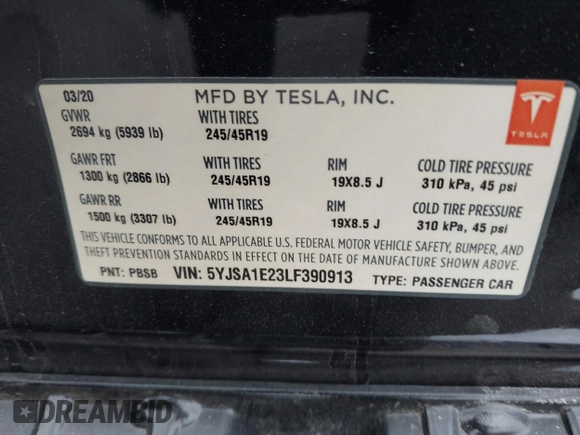 03/20 MFD BY TESLA, INC.
GVWR WITH TIRES
2694 kg (5939 lb) 245/45R19
TESLA
GAWR FRT WITH TIRES RIM COLD TIRE PRESSURE
1300 kg (2866 lb) 245/45R19 19X8.5 J 310 kPa, 45 psi
GAWR RR WITH TIRES RIM COLD TIRE PRESSURE
1500 kg (3307 lb) 245/45R19 19X8.5 J 310 kPa, 45 psi
THIS VEHICLE CONFORMS TO ALL APPLICABLE U.S. FEDERAL MOTOR VEHICLE SAFETY, BUMPER, AND
THEFT PREVENTION STANDARDS IN EFFECT ON THE DATE OF MANUFACTURE SHOWN ABOVE.
PNT: PBSB VIN: 5YJSA1E23LF390913 TYPE: PASSENGER CAR
DREAMBID